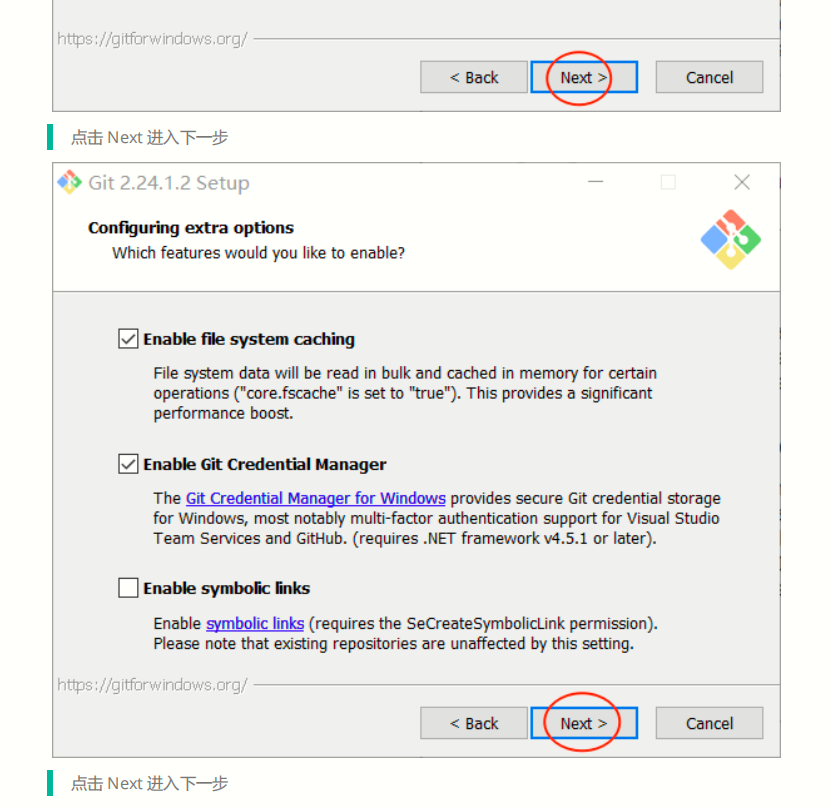 https://gitforwindows.org/
< Back
Next >
Cancel
点击 Next 进入下一步
Git 2.24.1.2 Setup
Configuring extra options
Which features would you like to enable?
Enable file system caching
File system data will be read in bulk and cached in memory for certain
operations ("core.fscache" is set to "true"). This provides a significant
performance boost.
Enable Git Credential Manager
The Git Credential Manager for Windows provides secure Git credential storage
for Windows, most notably multi-factor authentication support for Visual Studio
Team Services and GitHub. (requires .NET framework v4.5.1 or later).
Enable symbolic links
Enable symbolic links (requires the SeCreateSymbolicLink permission).
Please note that existing repositories are unaffected by this setting.
https://gitforwindows.org/
< Back
Next >
Cancel
点击 Next 进入下一步